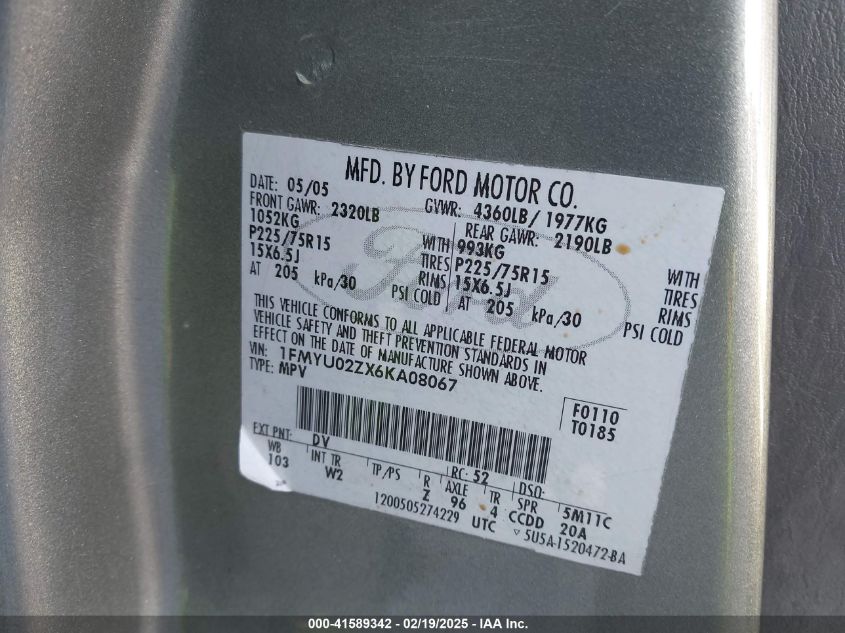 MFD. BY FORD MOTOR CO.
DATE: 05/05 GVWR: 4360LB/ 1977KG
FRONT GAWR: 2320LB REAR GAWR: 2190LB
1052KG WITH 993KG WITH
P225/75R15 TIRES P225/75R15 TIRES
15X6.5J RIMS 15X6.5J RIMS
AT 205 kPa/30 PSI COLD AT 205 kPa/30 PSI COLD
Ford
THIS VEHICLE CONFORMS TO ALL APPLICABLE FEDERAL MOTOR
VEHICLE SAFETY AND THEFT PREVENTION STANDARDS IN
EFFECT ON THE DATE OF MANUFACTURE SHOWN ABOVE.
VIN: 1FMYU02ZX6KA08067
TYPE: MPV
F0110
T0185
EXT PNT: DV RC: 52 DSO:
WB INT TR TP/PS R AXLE TR SPR 5M11C
103 W2 Z 96 4 CCDD 20A
1200505274229 UTC ▽5U5A-1520472-BA
000-41589342 - 02/19/2025 - IAA Inc.